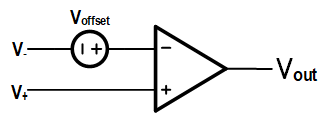 Voffset
V-
- +
-
V+
+
Vout